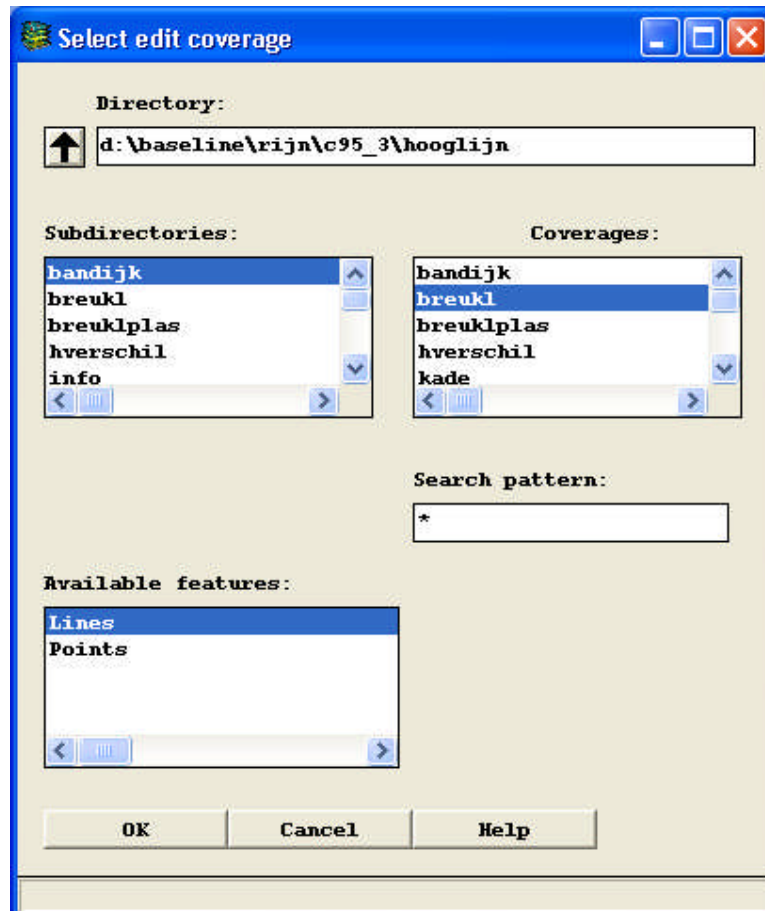 Select edit coverage
Directory:
d:\baseline\rijn\c95_3\hooglijn
Subdirectories:
bandijk
breukl
breuklplas
hverschil
info
Coverages:
bandijk
breukl
breuklplas
hverschil
kade
Search pattern:
*
Available features:
Lines
Points
OK Cancel Help